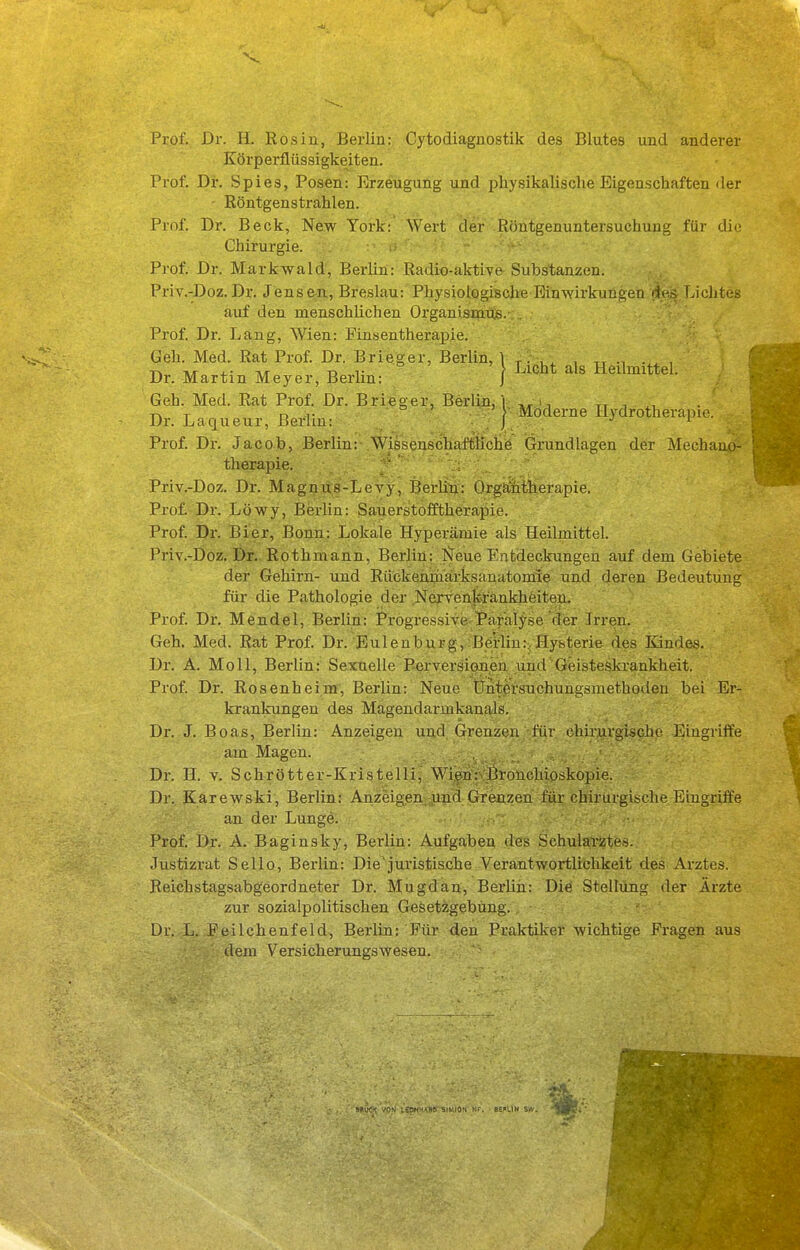 Prof. Dr. H. Rosin, Berlin: Cytodiagnostik des Blutes und anderer
Körperflüssigkeiten.
Prof. Dr. Spies, Posen: Erzeugung und physikalische Eigenschaften der
Röntgenstrahlen.
Prof. Dr. Beck, New York: Wert der Röntgenuntersuchung für die
Chirurgie.
Prof. Dr. Markwald, Berlin: Radio-aktive Substanzen.
Priv.-Doz. Dr. Jensen, Breslau: Physiologische Einwirkungen des Lichtes
auf den menschlichen Organismus.
Prof. Dr. Lang, Wien: Finsentherapie.
Geh. Med. Rat Prof. Dr. Brieger, Berlin, } Licht als Heilmittel.
Dr. Martin Meyer, Berlin:
Geh. Med. Rat Prof. Dr. Brieger, Berlin, } Moderne Hydrotherapie.
Dr. Laqueur, Berlin:
Prof. Dr. Jacob, Berlin: Wissenschaftliche Grundlagen der Mechano-
therapie.
Priv.-Doz. Dr. Magnus-Levy, Berlin: Organtherapie.
Prof. Dr. Löwy, Berlin: Sauerstofftherapie.
Prof. Dr. Bier, Bonn: Lokale Hyperämie als Heilmittel.
Priv.-Doz. Dr. Rothmann, Berlin: Neue Entdeckungen auf dem Gebiete
der Gehirn- und Rückenmarksanatomie und deren Bedeutung
für die Pathologie der Nervenkrankheiten.
Prof. Dr. Mendel, Berlin: Progressive Paralyse der Irren.
Geh. Med. Rat Prof. Dr. Eulenburg, Berlin: Hysterie des Kindes.
Dr. A. Moll, Berlin: Sexuelle Perversionen und Geisteskrankheit.
Prof. Dr. Rosenheim, Berlin: Neue Untersuchungsmethoden bei Er-
krankungen des Magendarmkanals.
Dr. J. Boas, Berlin: Anzeigen und Grenzen für chirurgische Eingriffe
am Magen.
Dr. H. v. Schrötter-Kristelli, Wien: Bronchioskopie.
Dr. Karewski, Berlin: Anzeigen und Grenzen für chirurgische Eingriffe
an der Lunge.
Prof. Dr. A. Baginsky, Berlin: Aufgaben des Schularztes.
Justizrat Sello, Berlin: Die juristische Verantwortlichkeit des Arztes.
Reichstagsabgeordneter Dr. Mugdan, Berlin: Die Stellung der Ärzte
zur sozialpolitischen Gesetzgebung.
Dr. L. Feilchenfeld, Berlin: Für den Praktiker wichtige Fragen aus
dem Versicherungswesen.
DRUCK VON LEONHARD SIMION NF. BERLIN SW.